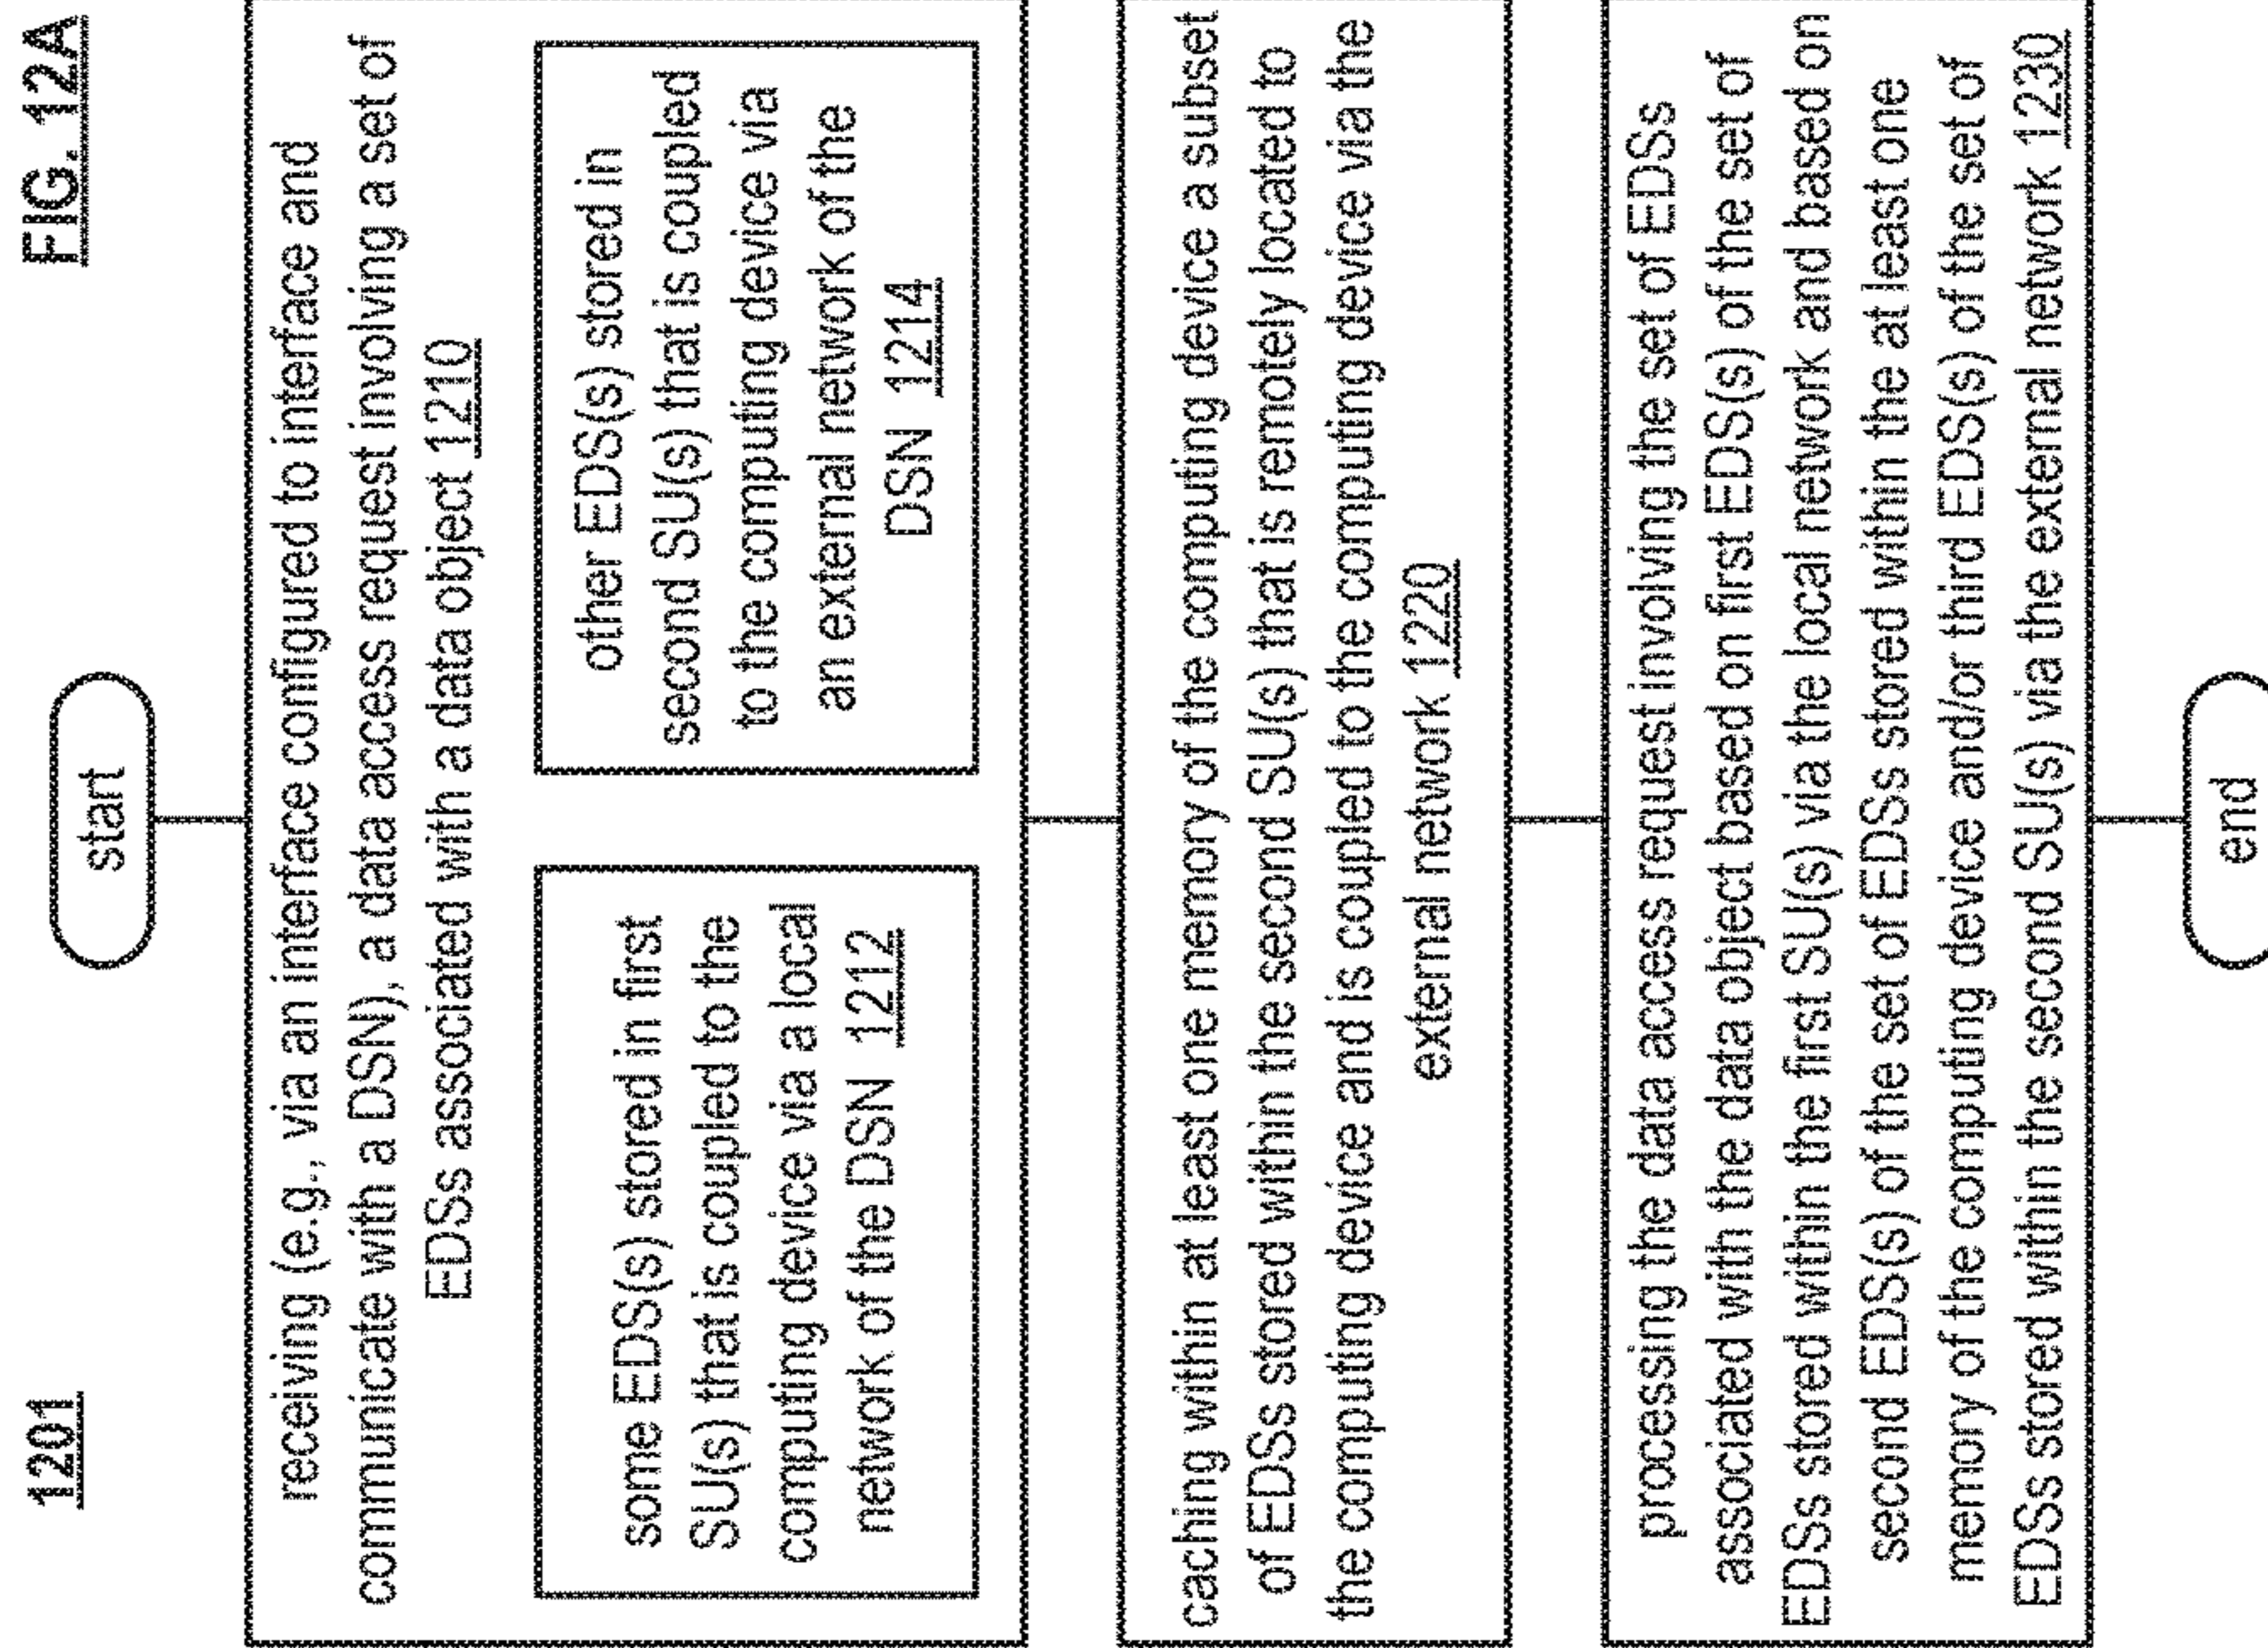 1201
FIG. 12A
start
receiving (e.g., via an interface configured to interface and
communicate with a DSN), a data access request involving a set of
EDSs associated with a data object 1210
some EDS(s) stored in first
SU(s) that is coupled to the
computing device via a local
network of the DSN 1212
other EDS(s) stored in
second SU(s) that is coupled
to the computing device via
an external network of the
DSN 1214
caching within at least one memory of the computing device a subset
of EDSs stored within the second SU(s) that is remotely located to
the computing device and is coupled to the computing device via the
external network 1220
processing the data access request involving the set of EDSs
associated with the data object based on first EDS(s) of the set of
EDSs stored within the first SU(s) via the local network and based on
second EDS(s) of the set of EDSs stored within the at least one
memory of the computing device and/or third EDS(s) of the set of
EDSs stored within the second SU(s) via the external network 1230
end